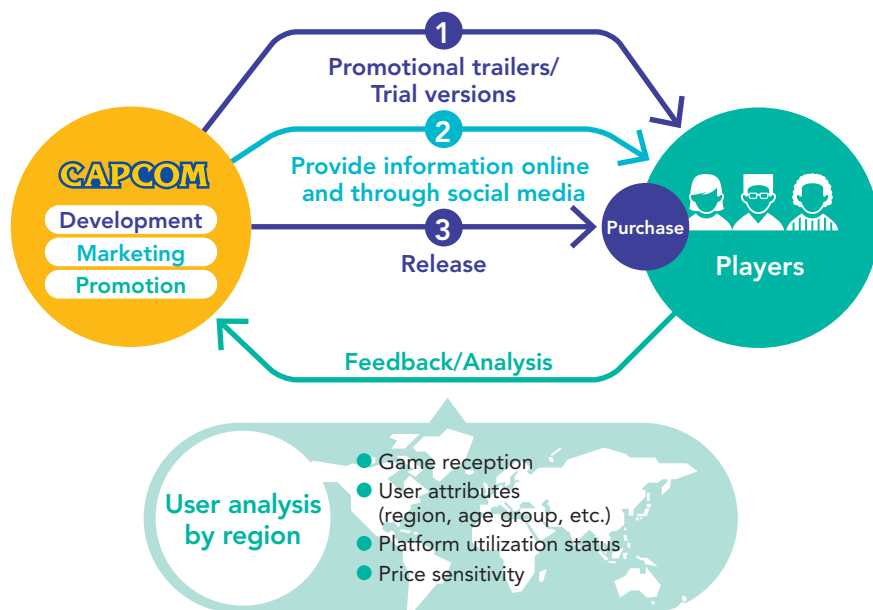 1
Promotional trailers/
Trial versions
2
Provide information online
and through social media
CAPCOM
Development
Marketing
Promotion
3
Release
Purchase
Players
Feedback/Analysis
User analysis
by region
Game reception
User attributes
(region, age group, etc.)
Platform utilization status
Price sensitivity